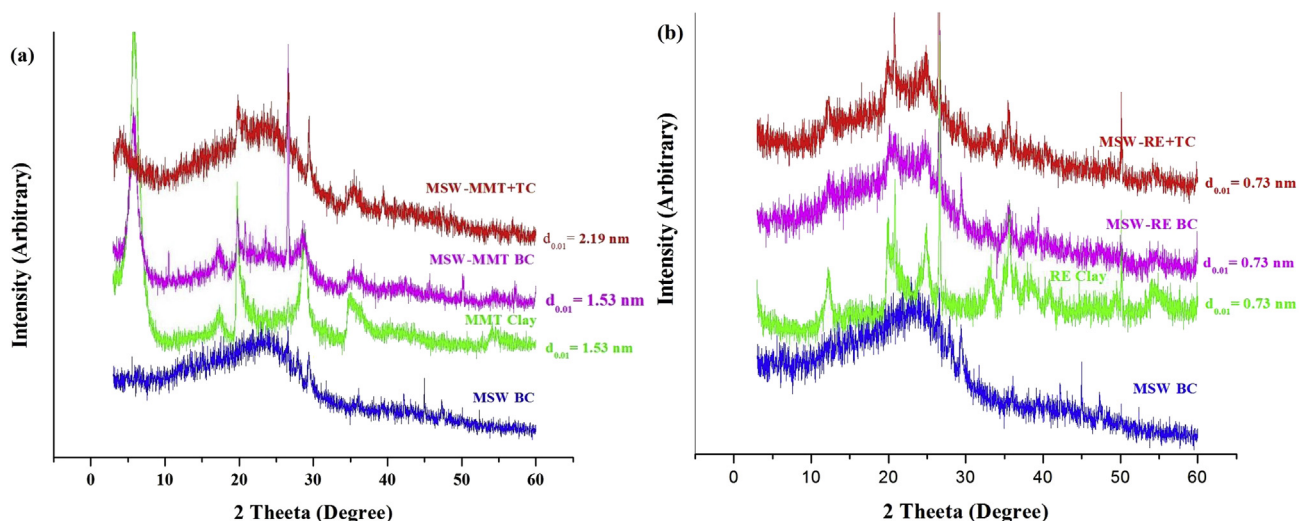 (a)
Intensity (Arbitrary)
MSW-MMT+TC
d0.01= 2.19 nm
MSW-MMT BC
d0.01= 1.53 nm
MMT Clay
d0.01= 1.53 nm
MSW BC
0 10 20 30 40 50 60
2 Theeta (Degree)
(b)
Intensity (Arbitrary)
MSW-RE+TC
d0.01= 0.73 nm
MSW-RE BC
d0.01= 0.73 nm
RE Clay
d0.01= 0.73 nm
MSW BC
0 10 20 30 40 50 60
2 Theeta (Degree)